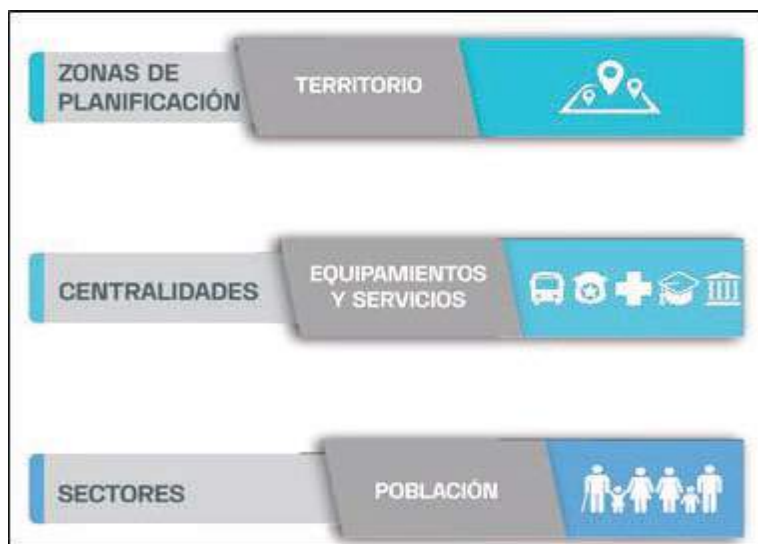 ZONAS DE
PLANIFICACIÓN
TERRITORIO
CENTRALIDADES
EQUIPAMIENTOS
Y SERVICIOS
SECTORES
POBLACIÓN